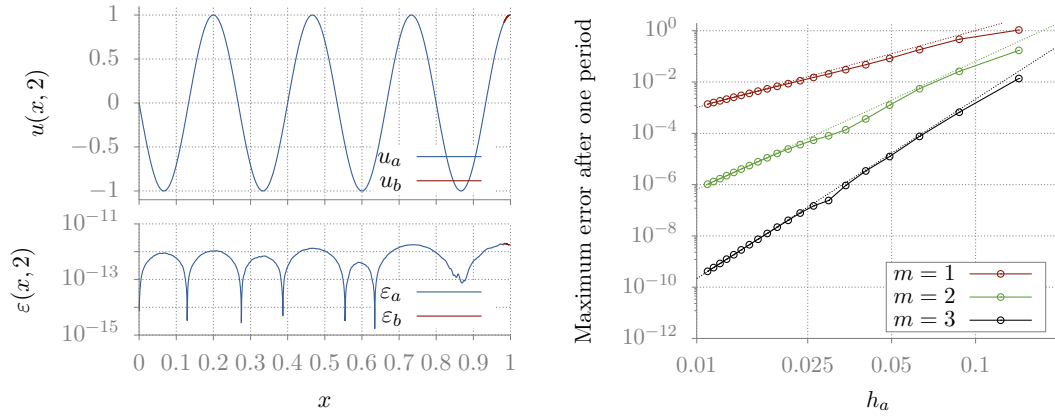 u(x, 2)
1
0.5
0
−0.5
−1
u_a
u_b
ε(x, 2)
10^−11
10^−13
10^−15
ε_a
ε_b
0 0.1 0.2 0.3 0.4 0.5 0.6 0.7 0.8 0.9 1
x
Maximum error after one period
10^0
10^−2
10^−4
10^−6
10^−8
10^−10
10^−12
m = 1
m = 2
m = 3
0.01 0.025 0.05 0.1
h_a